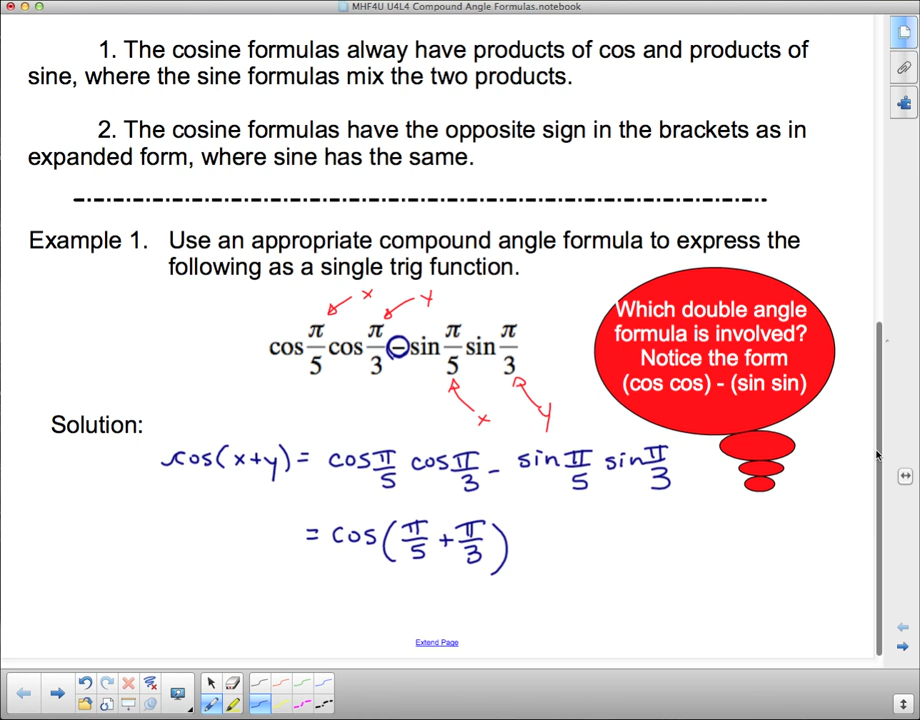 MHF4U U4L4 Compound Angle Formulas.notebook
1. The cosine formulas alway have products of cos and products of
sine, where the sine formulas mix the two products.
2. The cosine formulas have the opposite sign in the brackets as in
expanded form, where sine has the same.
Example 1. Use an appropriate compound angle formula to express the
following as a single trig function.
x y
cos π/5 cos π/3 − sin π/5 sin π/3
x y
Which double angle
formula is involved?
Notice the form
(cos cos) - (sin sin)
Solution:
cos(x+y) = cos π/5 cos π/3 - sin π/5 sin π/3
= cos(π/5 + π/3)
Extend Page